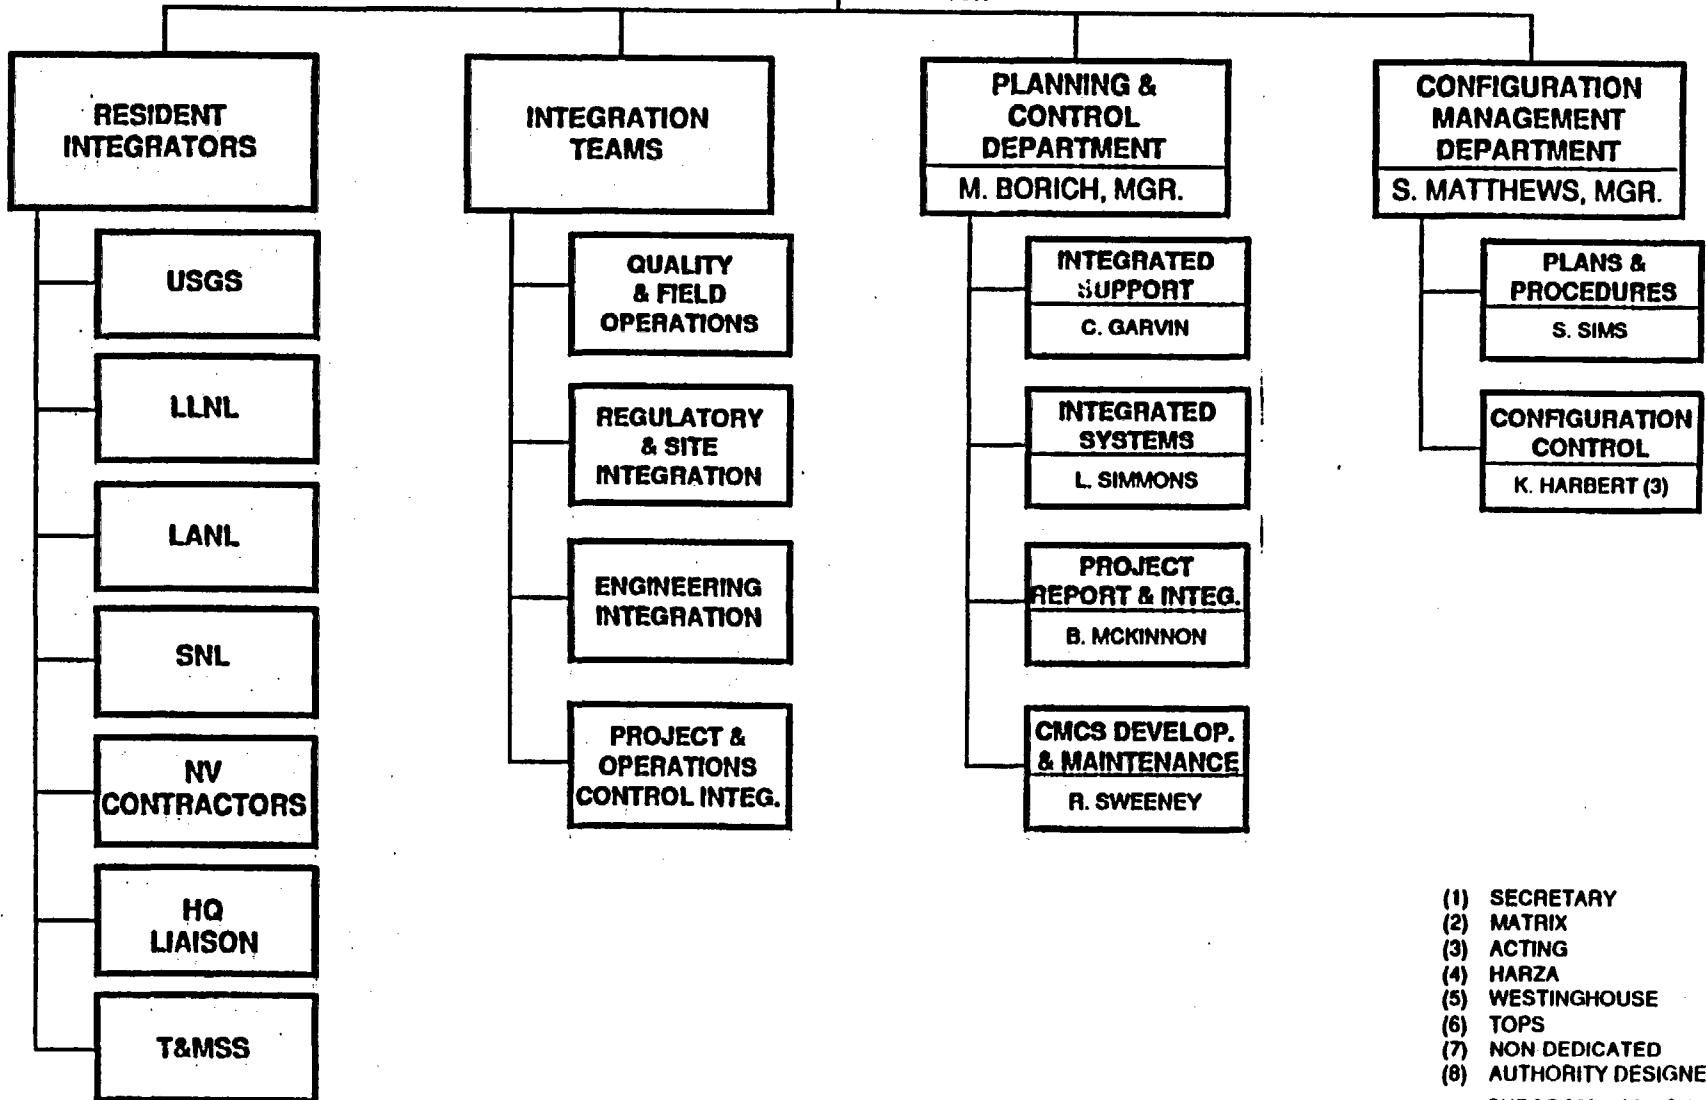 RESIDENT
INTEGRATORS
USGS
LLNL
LANL
SNL
NV
CONTRACTORS
HQ
LIAISON
T&MSS
INTEGRATION
TEAMS
QUALITY
& FIELD
OPERATIONS
REGULATORY
& SITE
INTEGRATION
ENGINEERING
INTEGRATION
PROJECT &
OPERATIONS
CONTROL INTEG.
PLANNING &
CONTROL
DEPARTMENT
M. BORICH, MGR.
INTEGRATED
SUPPORT
C. GARVIN
INTEGRATED
SYSTEMS
L. SIMMONS
PROJECT
REPORT & INTEG.
B. MCKINNON
CMCS DEVELOP.
& MAINTENANCE
R. SWEENEY
CONFIGURATION
MANAGEMENT
DEPARTMENT
S. MATTHEWS, MGR.
PLANS &
PROCEDURES
S. SIMS
CONFIGURATION
CONTROL
K. HARBERT (3)
(1) SECRETARY
(2) MATRIX
(3) ACTING
(4) HARZA
(5) WESTINGHOUSE
(6) TOPS
(7) NON DEDICATED
(8) AUTHORITY DESIGNE